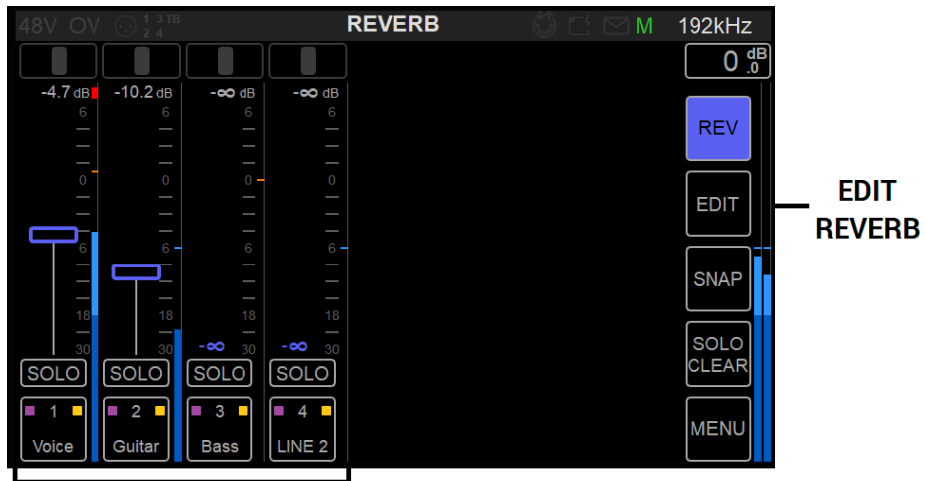 48V OV 1 3 TB 2 4 REVERB M 192kHz
0 .0 dB
-4.7 dB -10.2 dB -∞ dB -∞ dB
6 6 6 6
REV
0 0 0 0
EDIT
EDIT
REVERB
6 6 6 6
SNAP
18 18 18 18
30 30 -∞ 30 -∞ 30
SOLO
CLEAR
SOLO SOLO SOLO SOLO
1 2 3 4
Voice Guitar Bass LINE 2
MENU